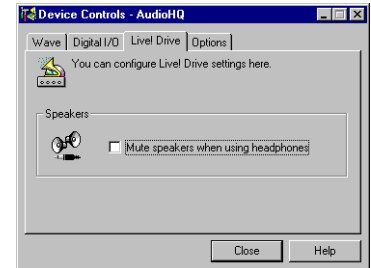 Device Controls - AudioHQ
Wave Digital I/O Live! Drive Options
You can configure Live! Drive settings here.
Speakers
Mute speakers when using headphones
Close Help